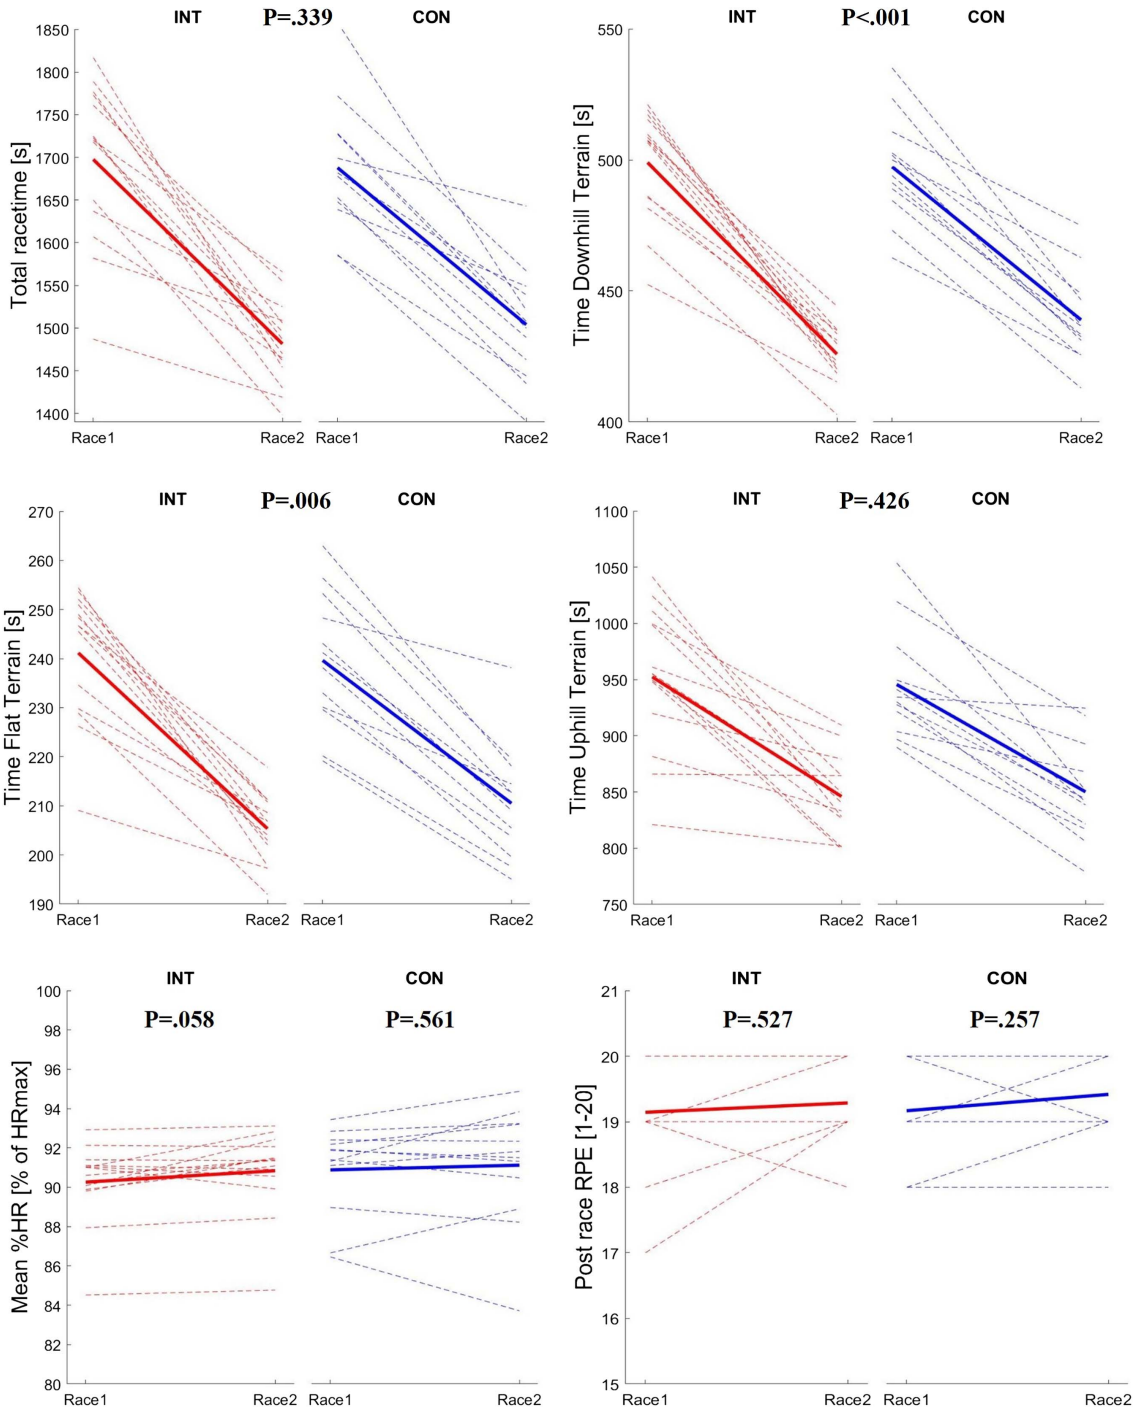 INT P=.339 CON
Total racetime [s]
1850
1800
1750
1700
1650
1600
1550
1500
1450
1400
Race1 Race2 Race1 Race2
INT P<.001 CON
Time Downhill Terrain [s]
550
500
450
400
Race1 Race2 Race1 Race2
INT P=.006 CON
Time Flat Terrain [s]
270
260
250
240
230
220
210
200
190
Race1 Race2 Race1 Race2
INT P=.426 CON
Time Uphill Terrain [s]
1100
1050
1000
950
900
850
800
750
Race1 Race2 Race1 Race2
INT CON
P=.058 P=.561
Mean %HR [% of HRmax]
100
98
96
94
92
90
88
86
84
82
80
Race1 Race2 Race1 Race2
INT CON
P=.527 P=.257
Post race RPE [1-20]
21
20
19
18
17
16
15
Race1 Race2 Race1 Race2